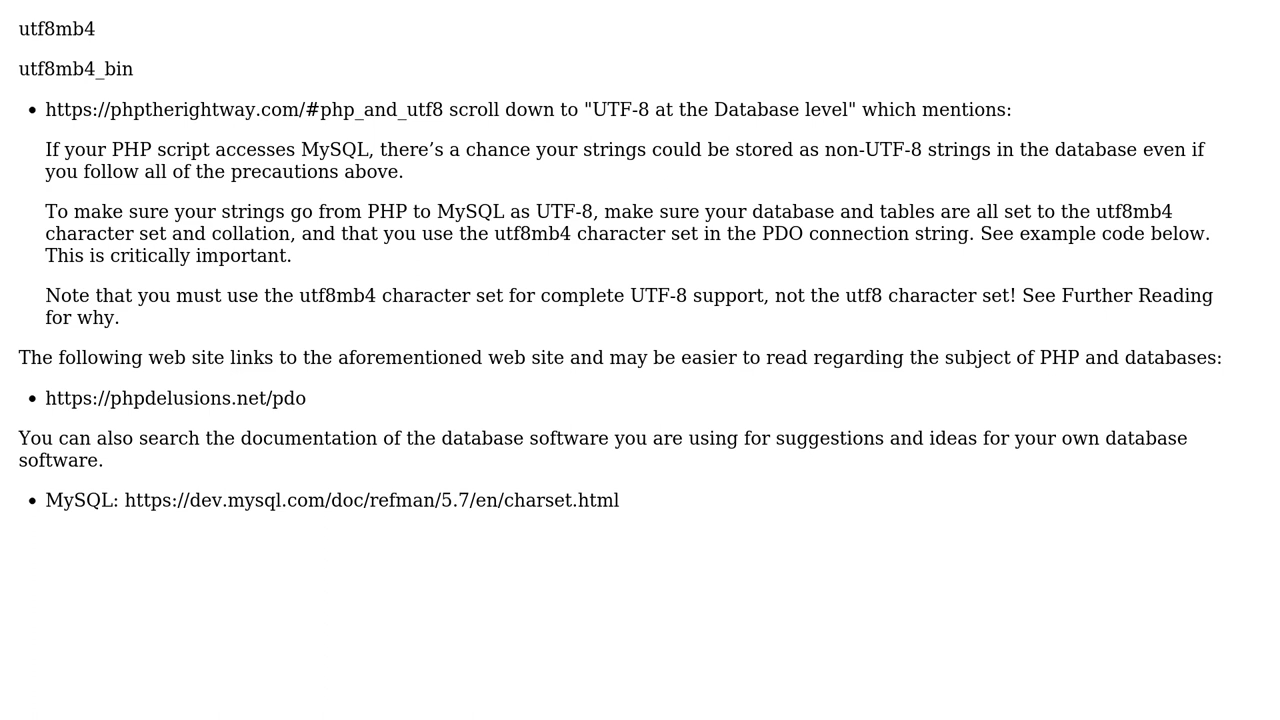 utf8mb4
utf8mb4_bin
• https://phptherightway.com/#php_and_utf8 scroll down to "UTF-8 at the Database level" which mentions:
If your PHP script accesses MySQL, there’s a chance your strings could be stored as non-UTF-8 strings in the database even if
you follow all of the precautions above.
To make sure your strings go from PHP to MySQL as UTF-8, make sure your database and tables are all set to the utf8mb4
character set and collation, and that you use the utf8mb4 character set in the PDO connection string. See example code below.
This is critically important.
Note that you must use the utf8mb4 character set for complete UTF-8 support, not the utf8 character set! See Further Reading
for why.
The following web site links to the aforementioned web site and may be easier to read regarding the subject of PHP and databases:
• https://phpdelusions.net/pdo
You can also search the documentation of the database software you are using for suggestions and ideas for your own database
software.
• MySQL: https://dev.mysql.com/doc/refman/5.7/en/charset.html